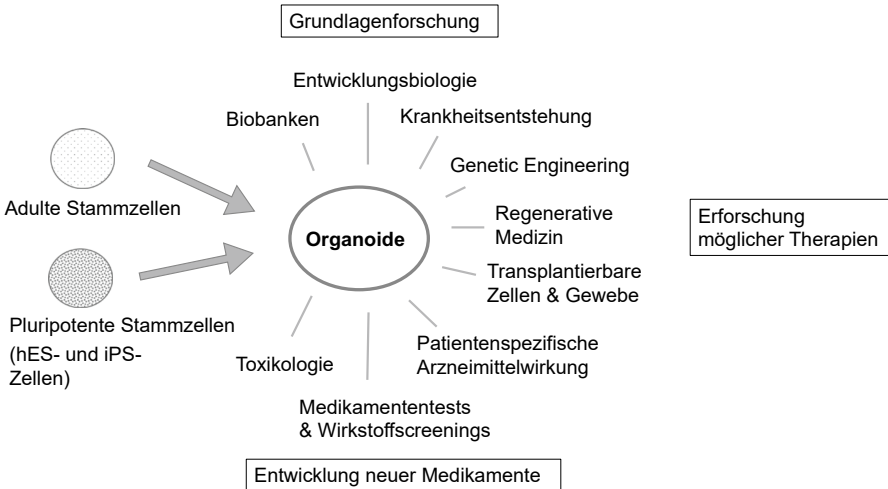 Grundlagenforschung
Entwicklungsbiologie
Biobanken
Krankheitsentstehung
Genetic Engineering
Adulte Stammzellen
Regenerative
Medizin
Organoide
Erforschung
möglicher Therapien
Transplantierbare
Zellen & Gewebe
Pluripotente Stammzellen
(hES- und iPS-
Zellen)
Toxikologie
Patientenspezifische
Arzneimittelwirkung
Medikamententests
& Wirkstoffscreenings
Entwicklung neuer Medikamente